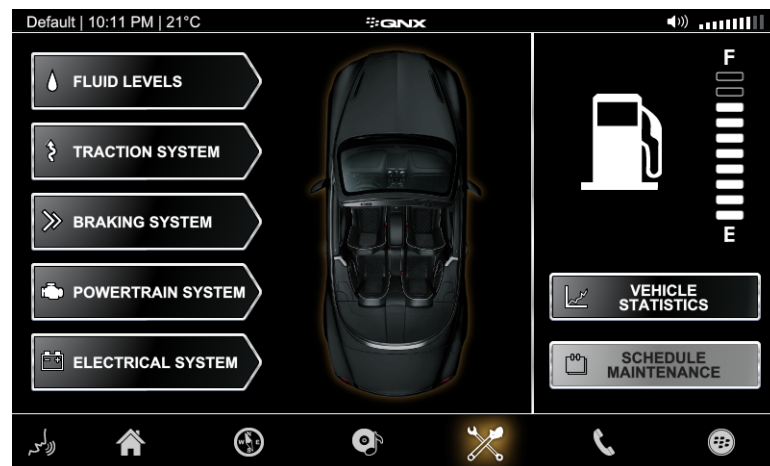 Default | 10:11 PM | 21°C
QNX
FLUID LEVELS
TRACTION SYSTEM
BRAKING SYSTEM
POWERTRAIN SYSTEM
ELECTRICAL SYSTEM
F
E
VEHICLE
STATISTICS
00
SCHEDULE
MAINTENANCE
N
W E